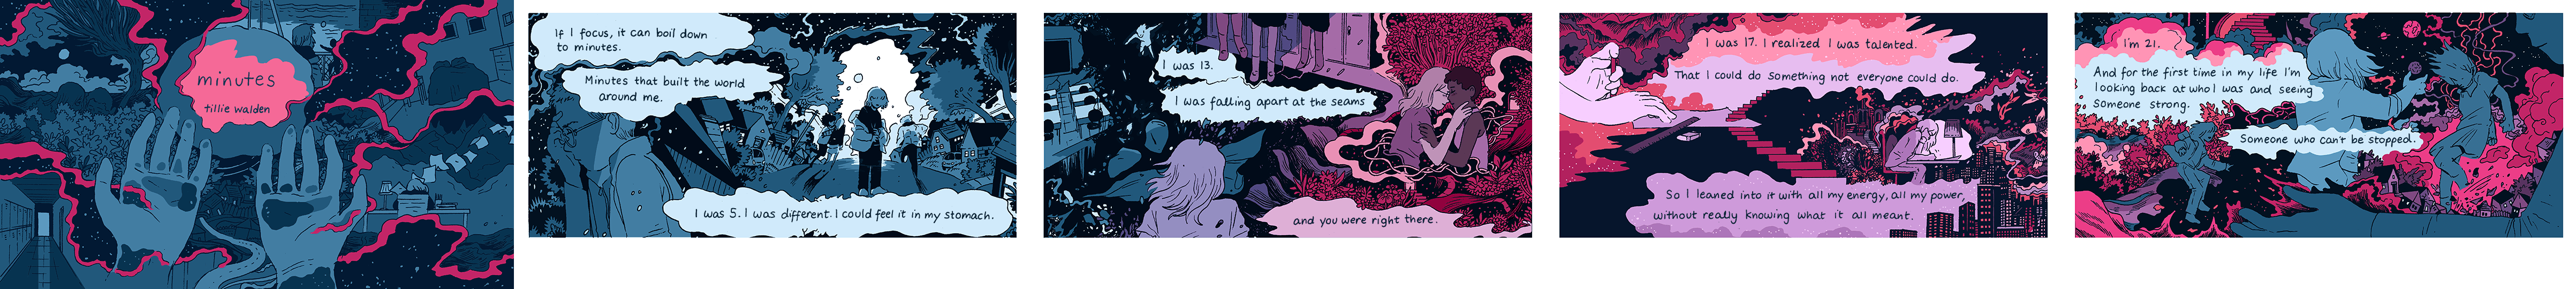 minutes
tillie walden
If I focus, it can boil down
to minutes.
Minutes that built the world
around me.
I was 5. I was different. I could feel it in my stomach.
I was 13.
I was falling apart at the seams
and you were right there.
I was 17. I realized I was talented.
That I could do something not everyone could do.
So I leaned into it with all my energy, all my power,
without really knowing what it all meant.
I'm 21.
And for the first time in my life I'm
looking back at who I was and seeing
someone strong.
Someone who can't be stopped.